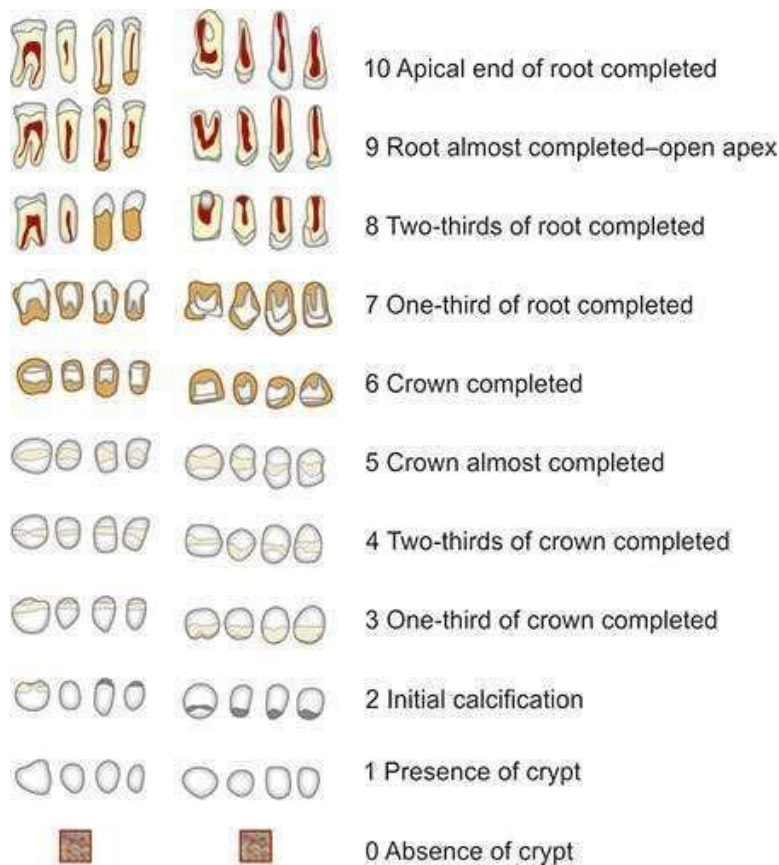 10 Apical end of root completed
9 Root almost completed–open apex
8 Two-thirds of root completed
7 One-third of root completed
6 Crown completed
5 Crown almost completed
4 Two-thirds of crown completed
3 One-third of crown completed
2 Initial calcification
1 Presence of crypt
0 Absence of crypt